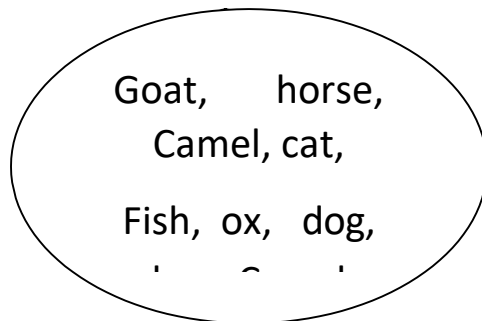 Goat, horse,
Camel, cat,
Fish, ox, dog,